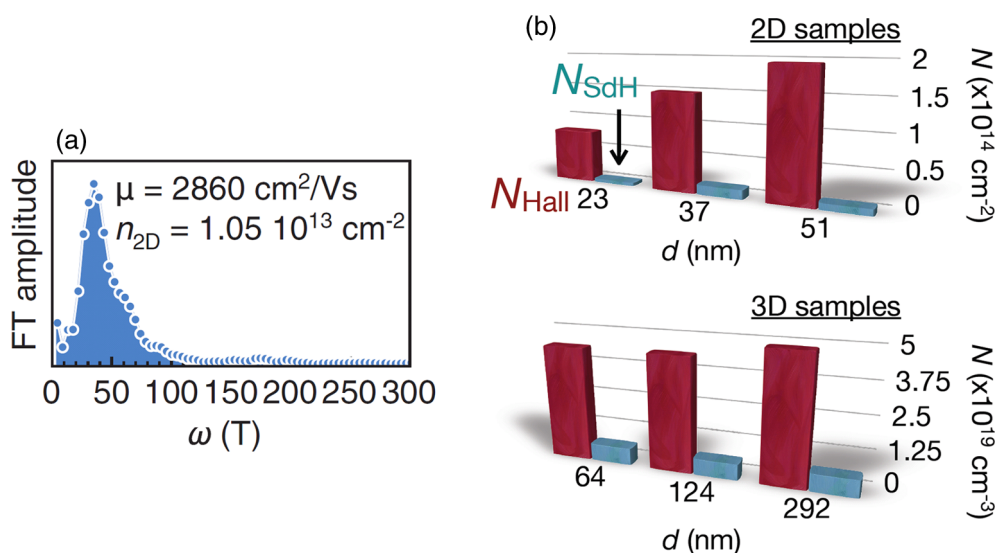 (a)
FT amplitude
μ = 2860 cm²/Vs
n₂D = 1.05 10¹³ cm⁻²
0 50 100 150 200 250 300
ω (T)
(b)
2D samples
N_SdH
N_Hall
23 37 51
d (nm)
2
1.5
1
0.5
0
N (x10¹⁴ cm⁻²)
3D samples
64 124 292
d (nm)
5
3.75
2.5
1.25
0
N (x10¹⁹ cm⁻³)